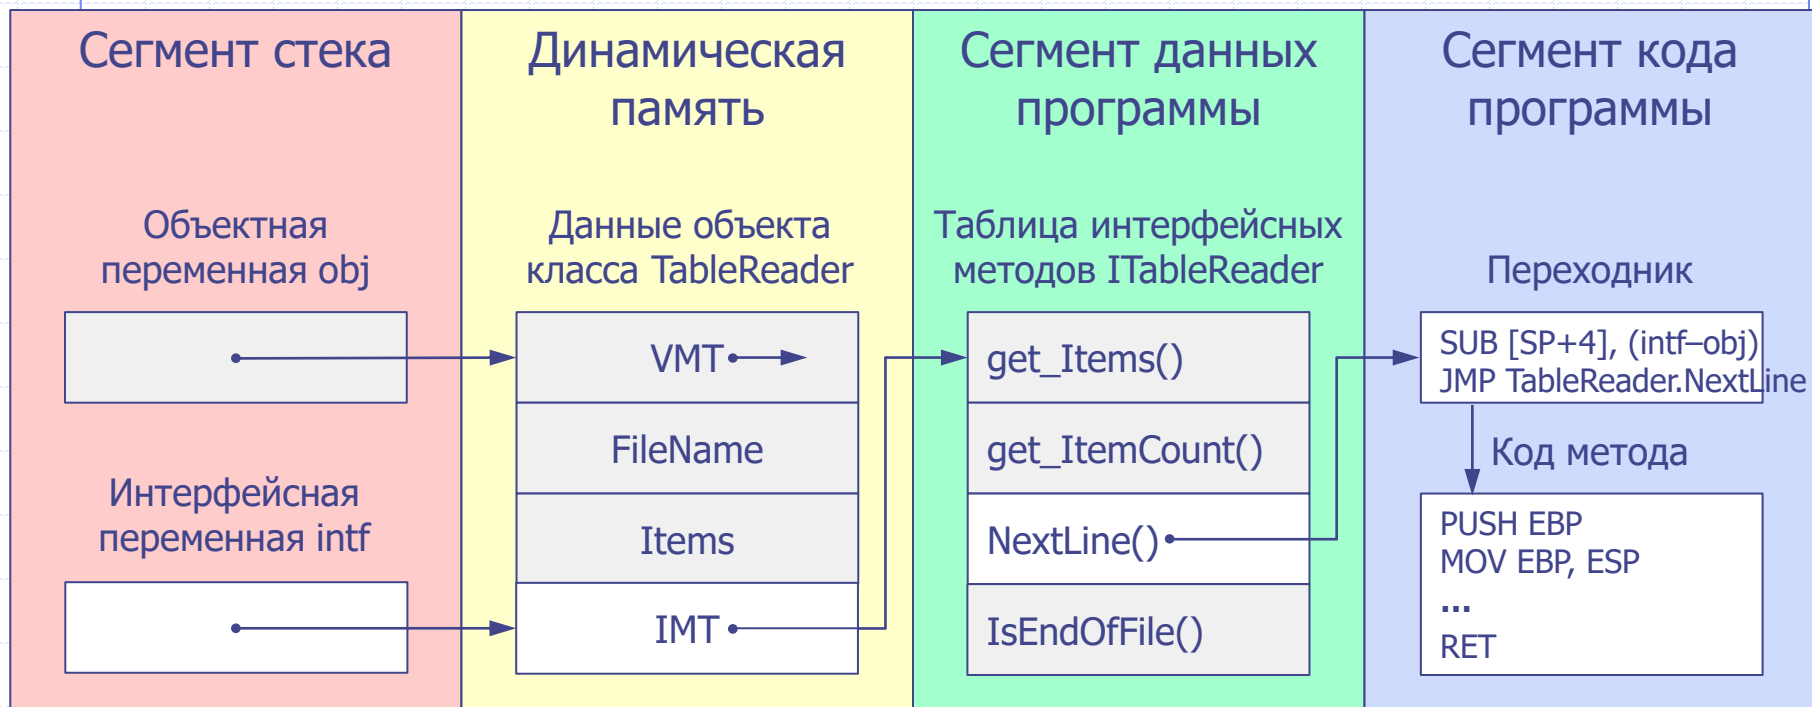 Сегмент стека
Объектная
переменная obj
Интерфейсная
переменная intf
Динамическая
память
Данные объекта
класса TableReader
VMT
FileName
Items
IMT
Сегмент данных
программы
Таблица интерфейсных
методов ITableReader
get_Items()
get_ItemCount()
NextLine()
IsEndOfFile()
Сегмент кода
программы
Переходник
SUB [SP+4], (intf–obj)
JMP TableReader.NextLine
Код метода
PUSH EBP
MOV EBP, ESP
...
RET